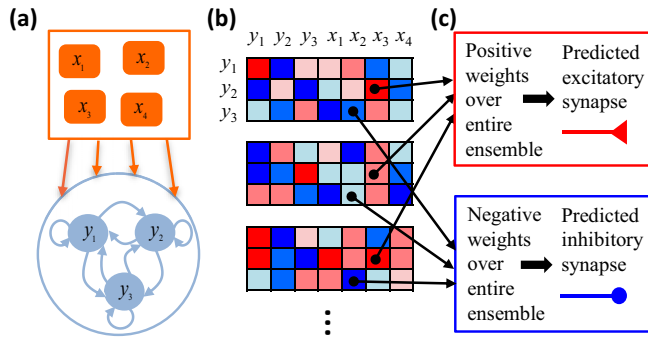 (a)
x₁ x₂
x₃ x₄
y₁ y₂
y₃
(b)
y₁ y₂ y₃ x₁ x₂ x₃ x₄
y₁
y₂
y₃
⋮
(c)
Positive
weights
over
entire
ensemble
Predicted
excitatory
synapse
Negative
weights
over
entire
ensemble
Predicted
inhibitory
synapse